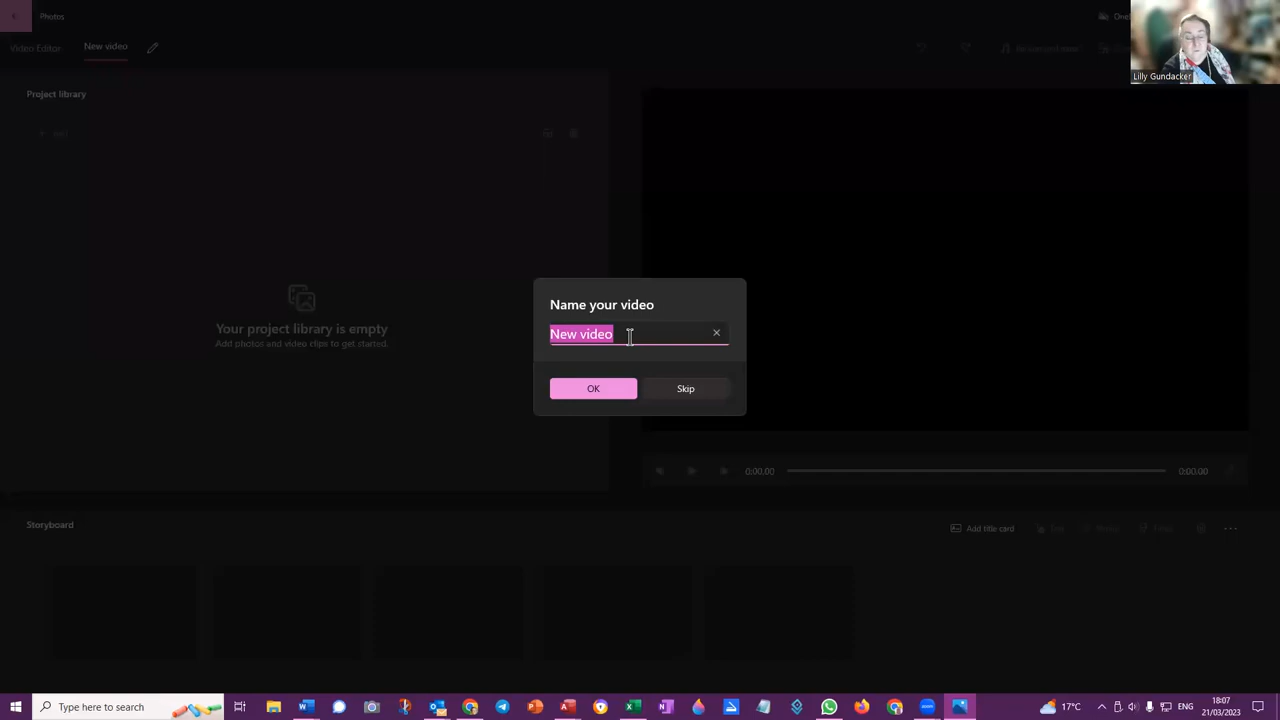 Photos
Video Editor
New video
Lilly Gundacker
Project library
Name your video
New video
Your project library is empty
Add photos and video clips to get started.
OK
Skip
0:00.00
0:00.00
Storyboard
Add title card
Type here to search
17°C
ENG
18:07
21/03/2023